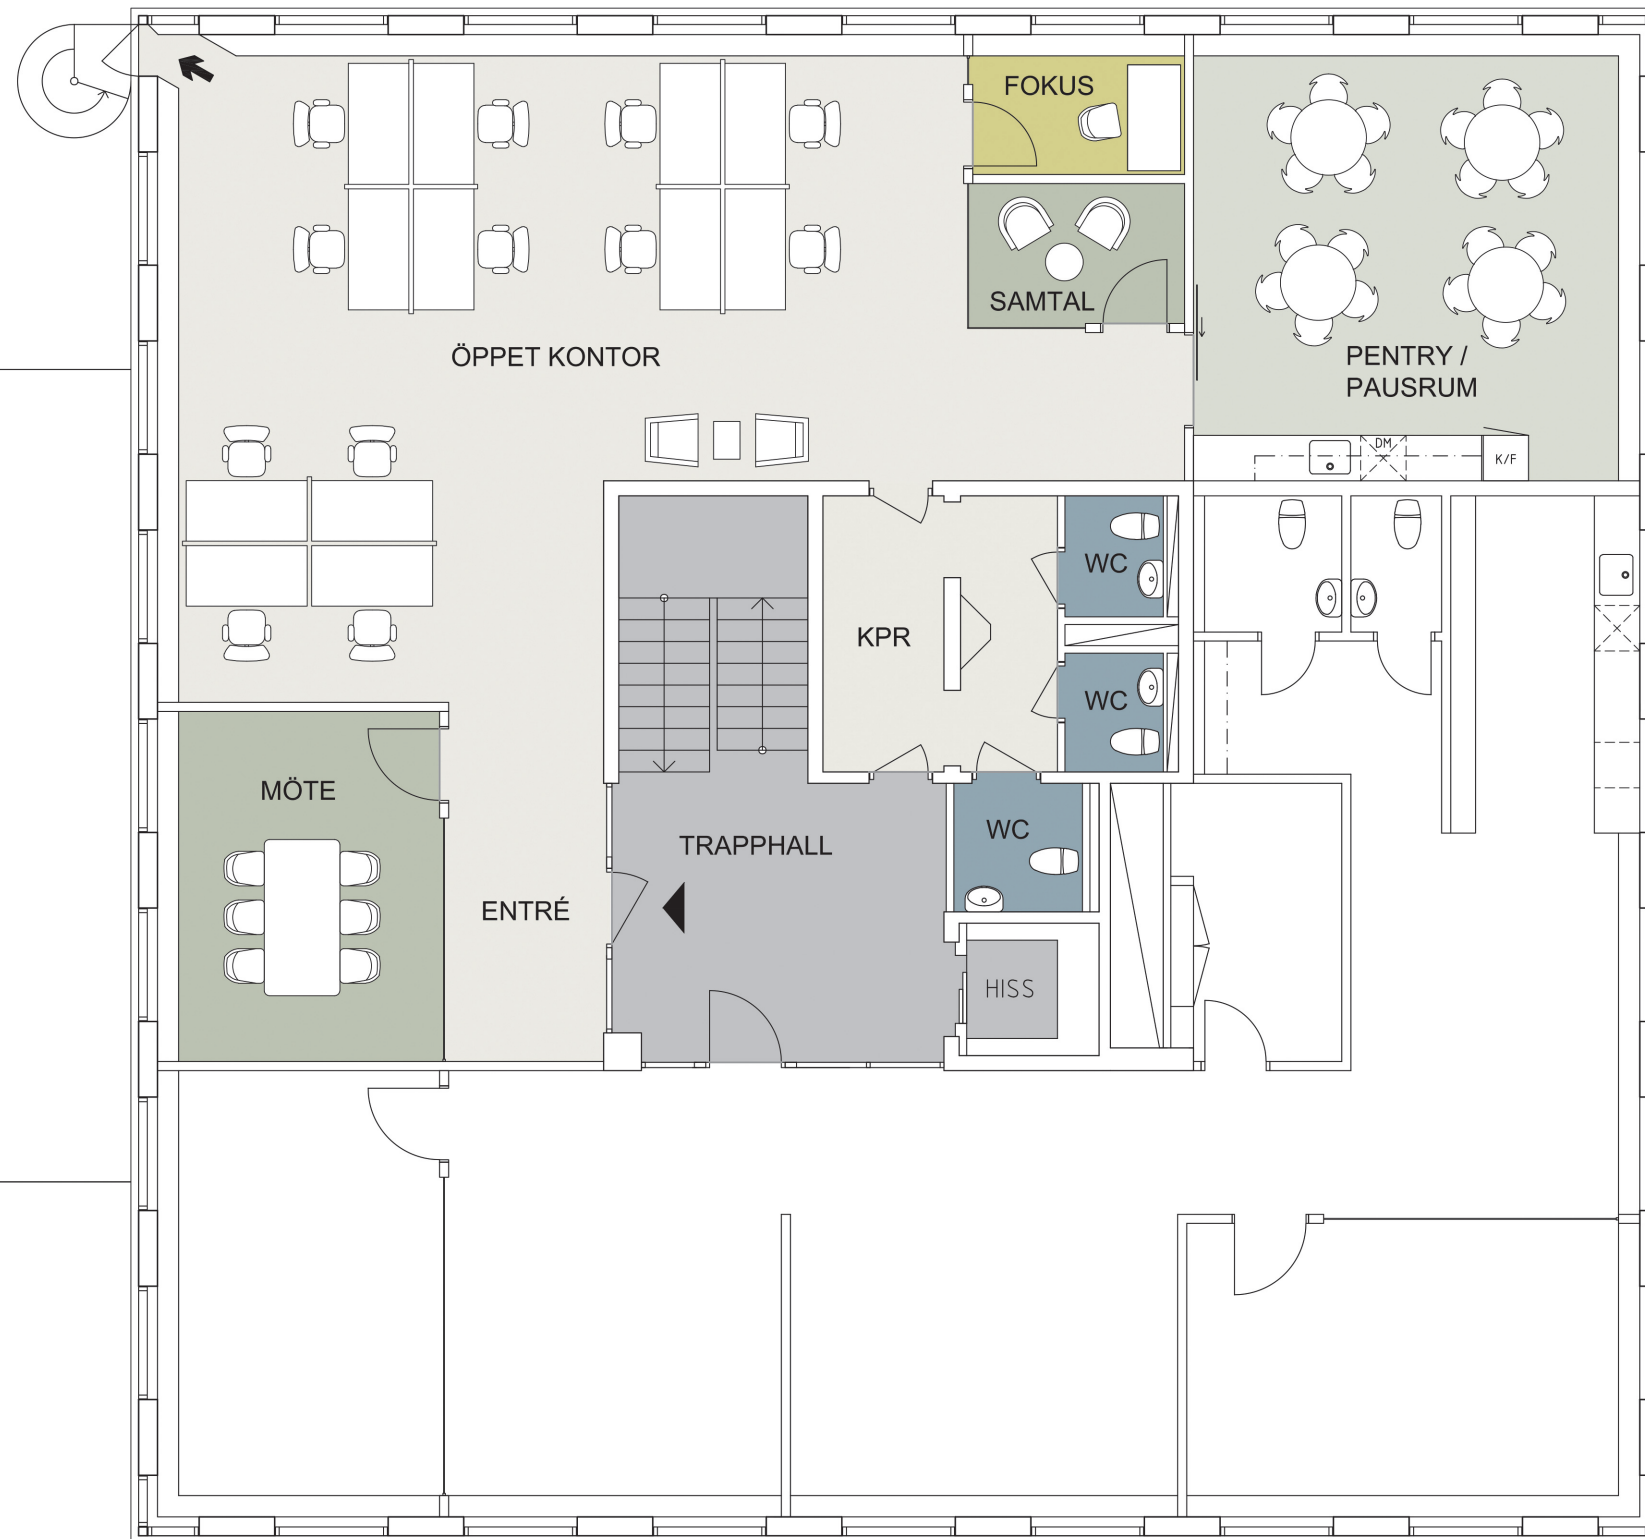 FOKUS
SAMTAL
ÖPPET KONTOR
PENTRY /
PAUSRUM
DM
K/F
WC
KPR
WC
MÖTE
WC
TRAPPHALL
ENTRÉ
HISS